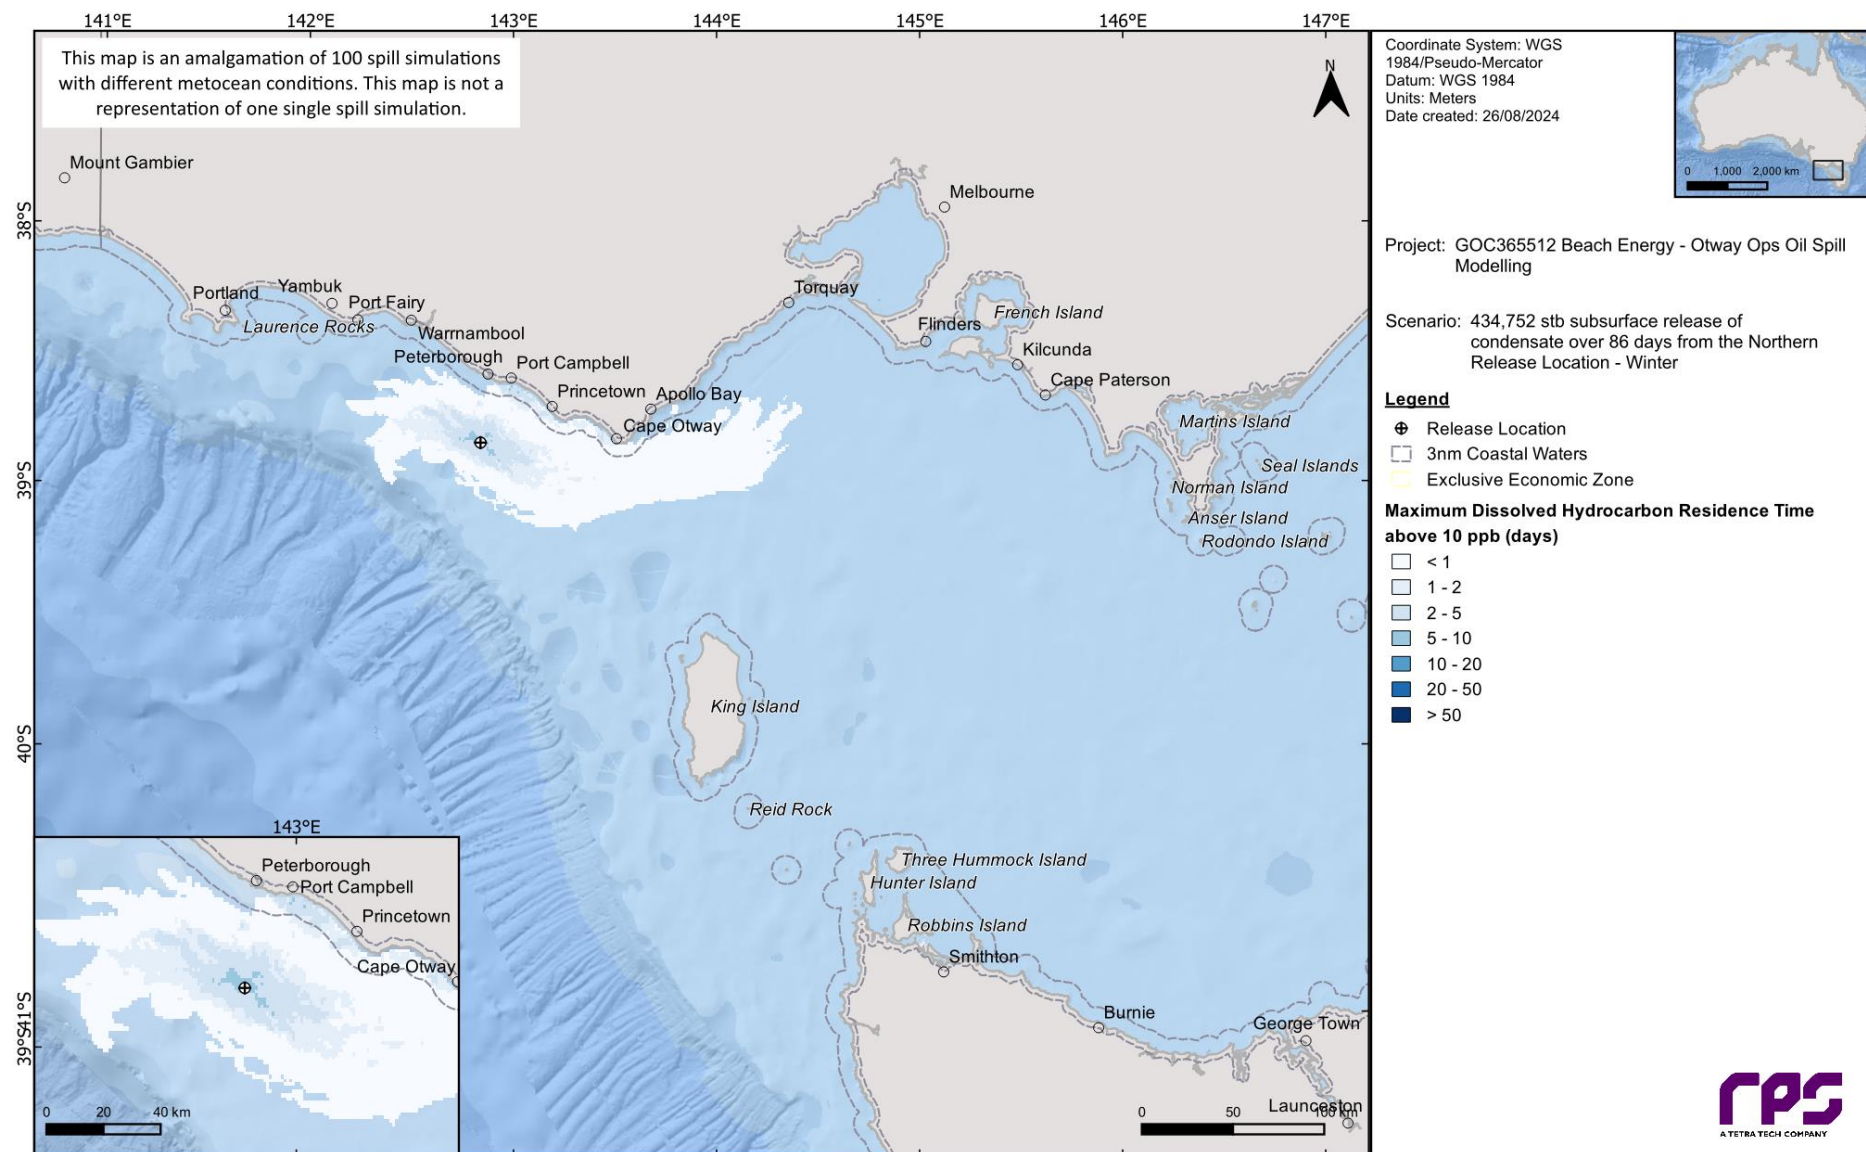 141°E 142°E 143°E 144°E 145°E 146°E 147°E
This map is an amalgamation of 100 spill simulations
with different metocean conditions. This map is not a
representation of one single spill simulation.
N
Mount Gambier
Melbourne
38°S
Portland
Yambuk
Port Fairy
Laurence Rocks
Warrnambool
Torquay
French Island
Flinders
Peterborough
Port Campbell
Kilcunda
Princetown
Apollo Bay
Cape Paterson
Cape Otway
Martins Island
Seal Islands
39°S
Norman Island
Anser Island
Rodondo Island
King Island
40°S
Reid Rock
Three Hummock Island
Hunter Island
Robbins Island
Smithton
Burnie
George Town
Launceston
41°S
0 50 100 km
143°E
Peterborough
Port Campbell
Princetown
Cape Otway
39°S
0 20 40 km
Coordinate System: WGS
1984/Pseudo-Mercator
Datum: WGS 1984
Units: Meters
Date created: 26/08/2024
0 1,000 2,000 km
Project: GOC365512 Beach Energy - Otway Ops Oil Spill
Modelling
Scenario: 434,752 stb subsurface release of
condensate over 86 days from the Northern
Release Location - Winter
Legend
Release Location
3nm Coastal Waters
Exclusive Economic Zone
Maximum Dissolved Hydrocarbon Residence Time
above 10 ppb (days)
< 1
1 - 2
2 - 5
5 - 10
10 - 20
20 - 50
> 50
rps
A TETRA TECH COMPANY